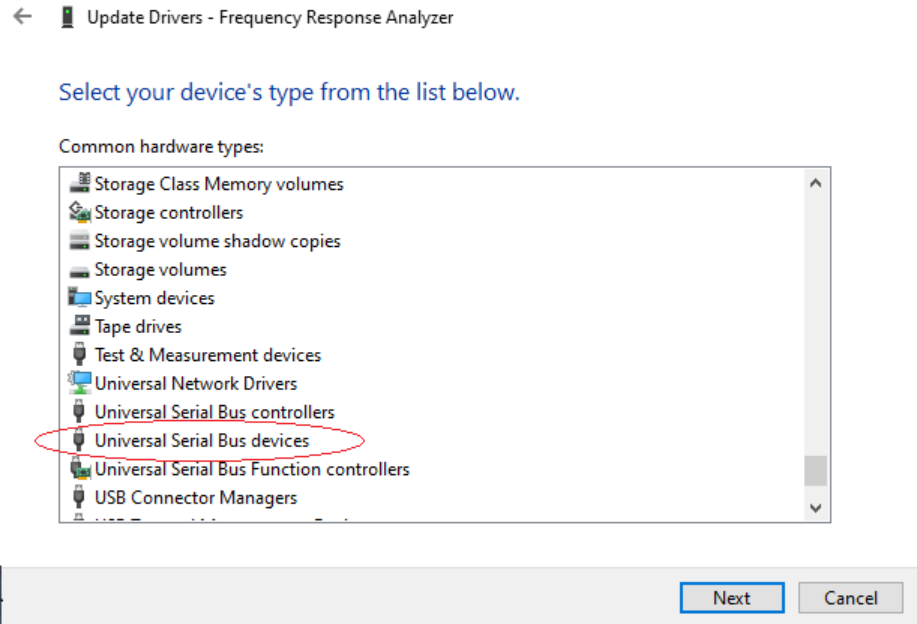 Update Drivers - Frequency Response Analyzer
Select your device's type from the list below.
Common hardware types:
Storage Class Memory volumes
Storage controllers
Storage volume shadow copies
Storage volumes
System devices
Tape drives
Test & Measurement devices
Universal Network Drivers
Universal Serial Bus controllers
Universal Serial Bus devices
Universal Serial Bus Function controllers
USB Connector Managers
Next Cancel